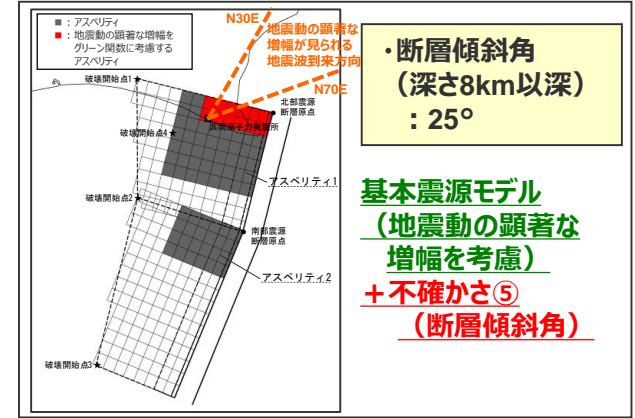 ■ : アスペリティ
■ : 地震動の顕著な増幅を
グリーン関数に考慮する
アスペリティ
N30E
地震動の顕著な
増幅が見られる
地震波到来方向
N70E
破壊開始点1
北部震源
断層原点
浜岡原子力発電所
破壊開始点4
アスペリティ1
破壊開始点2
南部震源
断層原点
アスペリティ2
破壊開始点3
・断層傾斜角
(深さ8km以深)
:25°
基本震源モデル
(地震動の顕著な
増幅を考慮)
+不確かさ⑤
(断層傾斜角)